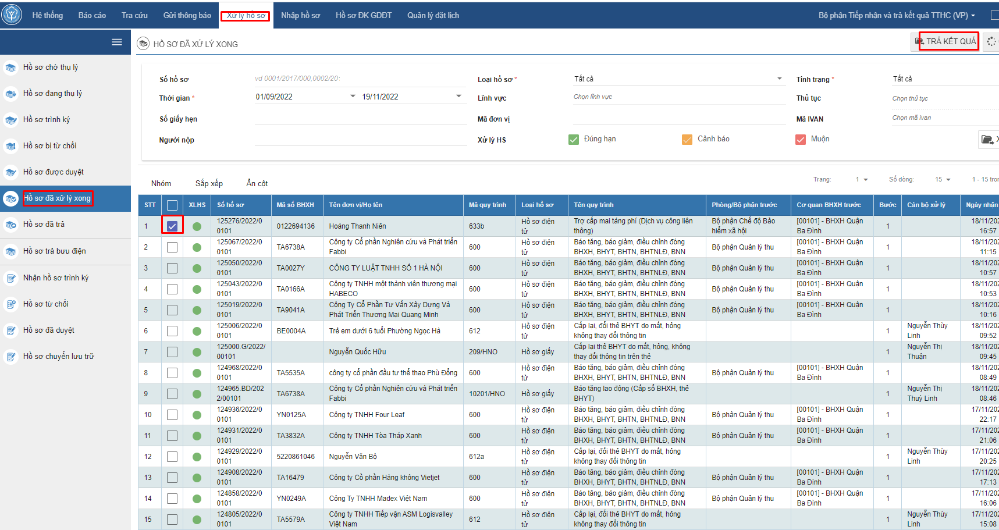 Hệ thống Báo cáo Tra cứu Gửi thông báo Xử lý hồ sơ Nhập hồ sơ Hồ sơ ĐK GDĐT Quản lý đặt lịch Bộ phận Tiếp nhận và trả kết quả TTHC (VP)
HỒ SƠ ĐÃ XỬ LÝ XONG TRẢ KẾT QUẢ
Hồ sơ chờ thụ lý
Hồ sơ đang thụ lý
Hồ sơ trình ký
Hồ sơ bị từ chối
Hồ sơ được duyệt
Hồ sơ đã xử lý xong
Hồ sơ đã trả
Hồ sơ trả bưu điện
Nhận hồ sơ trình ký
Hồ sơ từ chối
Hồ sơ đã duyệt
Hồ sơ chuyển lưu trữ
Số hồ sơ vd 0001/2017/000,0002/20 Loại hồ sơ * Tất cả Tình trạng * Tất cả
Thời gian * 01/09/2022 19/11/2022 Lĩnh vực Chọn lĩnh vực Thủ tục Chọn thủ tục
Số giấy hẹn Mã đơn vị Mã IVAN Chọn mã ivan
Người nộp Xử lý HS Đúng hạn Cảnh báo Muộn X
Nhóm Sắp xếp Ẩn cột Trang: 1 Số dòng: 15 1 - 15 tron
STT XLHS Số hồ sơ Mã số BHXH Tên đơn vị/Họ tên Mã quy trình Loại hồ sơ Tên quy trình Phòng/Bộ phận trước Cơ quan BHXH trước Bước Cán bộ xử lý Ngày nhận
1 125276/2022/00101 0122694136 Hoàng Thanh Niên 633b Hồ sơ điện tử Trợ cấp mai táng phí (Dịch vụ công liên thông) Bộ phận Chế độ Bảo hiểm xã hội [00101] - BHXH Quận Ba Đình 1 18/11/202 16:57
2 125067/2022/00101 TA6738A Công ty Cổ phần Nghiên cứu và Phát triển Fabbi 600 Hồ sơ điện tử Báo tăng, báo giảm, điều chỉnh đóng BHXH, BHYT, BHTN, BHTNLĐ, BNN Bộ phận Quản lý thu [00101] - BHXH Quận Ba Đình 1 18/11/202 11:15
3 125050/2022/00101 TA0027Y CÔNG TY LUẬT TNHH SỐ 1 HÀ NỘI 600 Hồ sơ điện tử Báo tăng, báo giảm, điều chỉnh đóng BHXH, BHYT, BHTN, BHTNLĐ, BNN Bộ phận Quản lý thu [00101] - BHXH Quận Ba Đình 1 18/11/202 10:57
4 125043/2022/00101 TA0166A Công ty TNHH một thành viên thương mại HABECO 600 Hồ sơ điện tử Báo tăng, báo giảm, điều chỉnh đóng BHXH, BHYT, BHTN, BHTNLĐ, BNN Bộ phận Quản lý thu [00101] - BHXH Quận Ba Đình 1 18/11/202 10:53
5 125019/2022/00101 TA9041A Công Ty Cổ Phần Tư Vấn Xây Dựng Và Phát Triển Thương Mại Quang Minh 600 Hồ sơ điện tử Báo tăng, báo giảm, điều chỉnh đóng BHXH, BHYT, BHTN, BHTNLĐ, BNN Bộ phận Quản lý thu [00101] - BHXH Quận Ba Đình 1 18/11/202 10:16
6 125006/2022/00101 BE0004A Trẻ em dưới 6 tuổi Phường Ngọc Hà 612 Hồ sơ điện tử Cấp lại, đổi thẻ BHYT do mất, hỏng không thay đổi thông tin 1 Nguyễn Thùy Linh 18/11/202 09:52
7 125000.G/2022/00101 Nguyễn Quốc Hữu 209/HNO Hồ sơ giấy Cấp lại thẻ BHYT do mất, hỏng, không thay đổi thông tin trên thẻ 1 Nguyễn Thị Thuận 18/11/202 09:45
8 124968/2022/00101 TA5535A công ty cổ phần đầu tư thể thao Phù Đổng 600 Hồ sơ điện tử Báo tăng, báo giảm, điều chỉnh đóng BHXH, BHYT, BHTN, BHTNLĐ, BNN Bộ phận Quản lý thu [00101] - BHXH Quận Ba Đình 1 18/11/202 08:49
9 124965.BD/2022/00101 TA6738A Công ty Cổ phần Nghiên cứu và Phát triển Fabbi 10201/HNO Hồ sơ giấy Báo tăng lao động (Cấp sổ BHXH, thẻ BHYT) 1 Nguyễn Thị Thuỳ Linh 18/11/202 08:46
10 124936/2022/00101 YN0125A Công ty TNHH Four Leaf 600 Hồ sơ điện tử Báo tăng, báo giảm, điều chỉnh đóng BHXH, BHYT, BHTN, BHTNLĐ, BNN Bộ phận Quản lý thu [00101] - BHXH Quận Ba Đình 1 17/11/202 22:17
11 124931/2022/00101 TA3832A Công ty TNHH Tòa Tháp Xanh 600 Hồ sơ điện tử Báo tăng, báo giảm, điều chỉnh đóng BHXH, BHYT, BHTN, BHTNLĐ, BNN Bộ phận Quản lý thu [00101] - BHXH Quận Ba Đình 1 17/11/202 21:06
12 124929/2022/00101 5220861046 Nguyễn Văn Bộ 612a Hồ sơ điện tử Cấp lại, đổi thẻ BHYT do mất, hỏng không thay đổi thông tin 1 Nguyễn Thùy Linh 17/11/202 20:25
13 124908/2022/00101 TA16479 Công ty Cổ phần Hàng không Vietjet 600 Hồ sơ điện tử Báo tăng, báo giảm, điều chỉnh đóng BHXH, BHYT, BHTN, BHTNLĐ, BNN Bộ phận Quản lý thu [00101] - BHXH Quận Ba Đình 1 17/11/202 17:13
14 124858/2022/00101 YN0249A Công Ty TNHH Madex Việt Nam 600 Hồ sơ điện tử Báo tăng, báo giảm, điều chỉnh đóng BHXH, BHYT, BHTN, BHTNLĐ, BNN Bộ phận Quản lý thu [00101] - BHXH Quận Ba Đình 1 17/11/202 16:06
15 124805/2022/00101 TA5579A Công ty TNHH Tiếp vận ASM Logisvalley Việt Nam 612 Hồ sơ điện tử Cấp lại, đổi thẻ BHYT do mất, hỏng không thay đổi thông tin 1 Nguyễn Thùy Linh 17/11/202 15:08